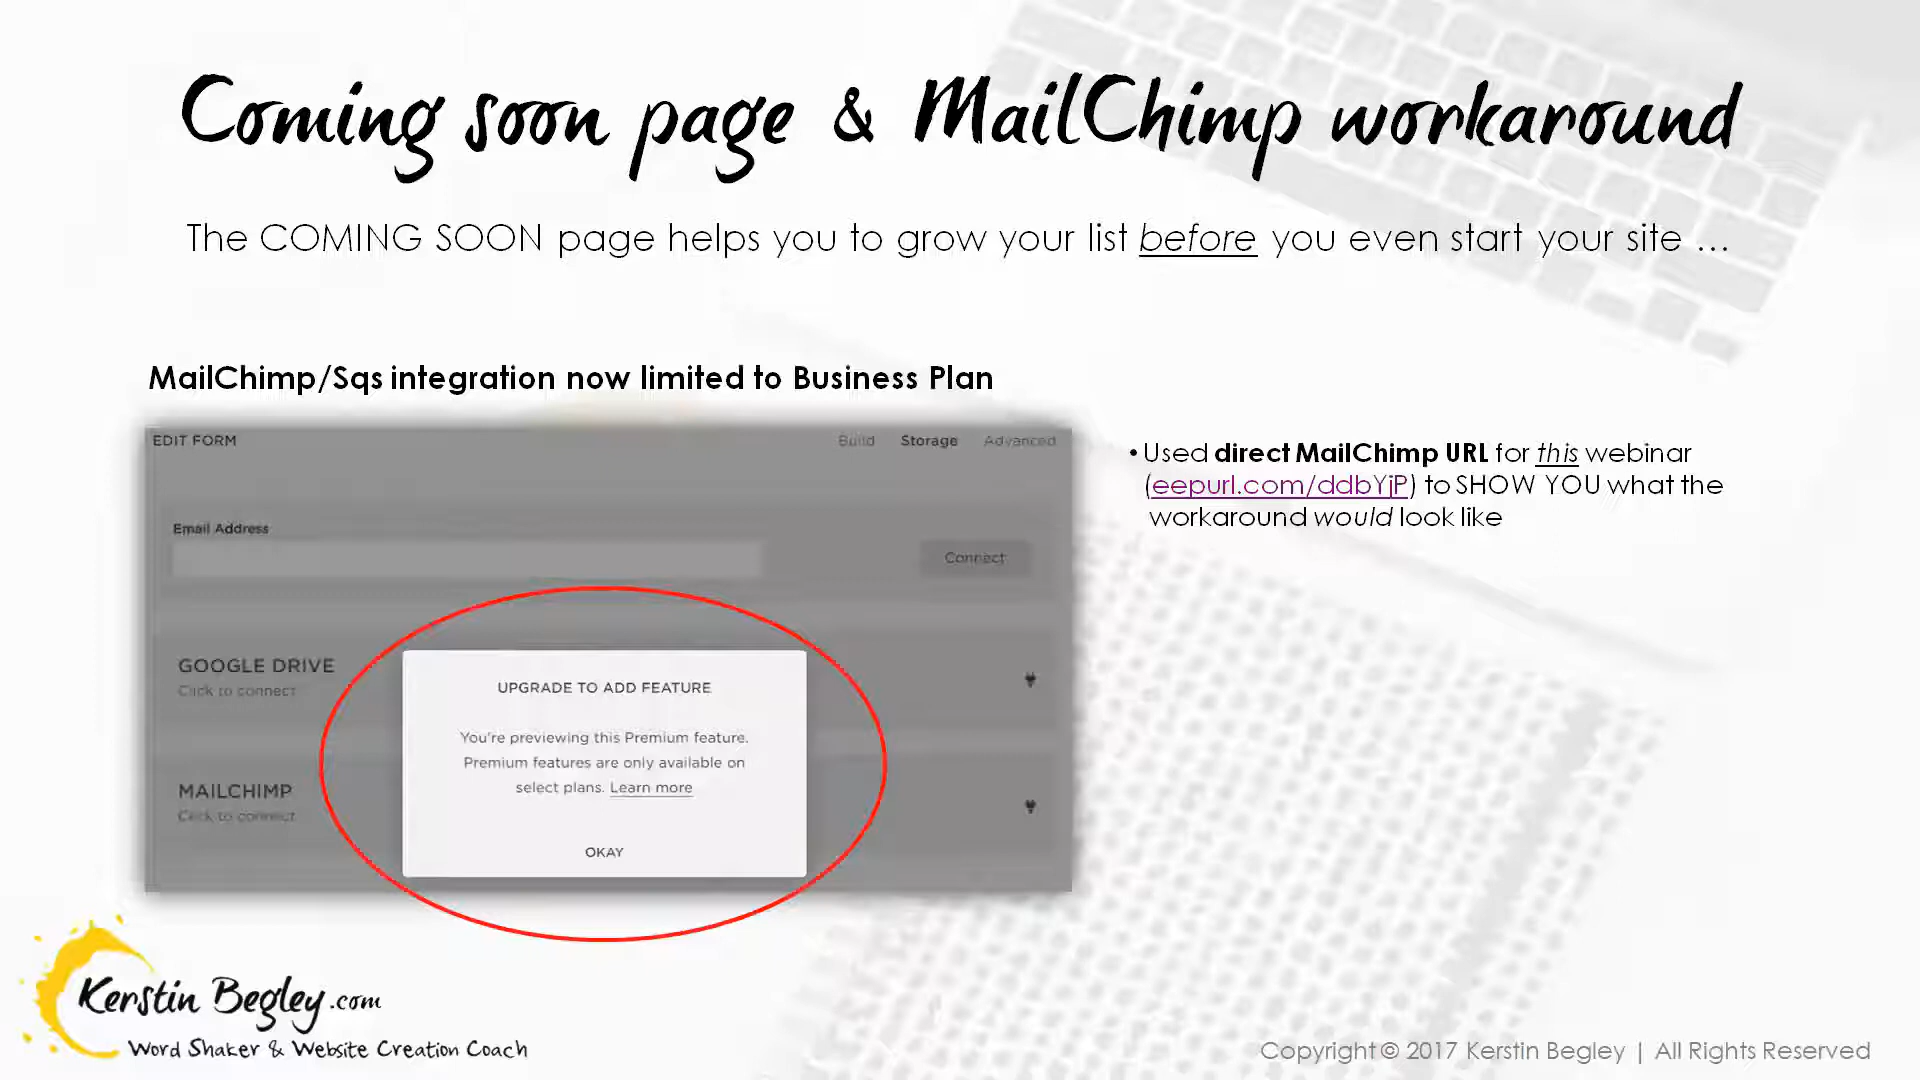 Coming soon page & MailChimp workaround
The COMING SOON page helps you to grow your list before you even start your site ...
MailChimp/Sqs integration now limited to Business Plan
EDIT FORM
Build Storage Advanced
Email Address
Connect
GOOGLE DRIVE
Click to connect
MAILCHIMP
Click to connect
UPGRADE TO ADD FEATURE
You're previewing this Premium feature.
Premium features are only available on
select plans. Learn more
OKAY
• Used direct MailChimp URL for this webinar
(eepurl.com/ddbYjP) to SHOW YOU what the
workaround would look like
Kerstin Begley.com
Word Shaker & Website Creation Coach
Copyright © 2017 Kerstin Begley | All Rights Reserved